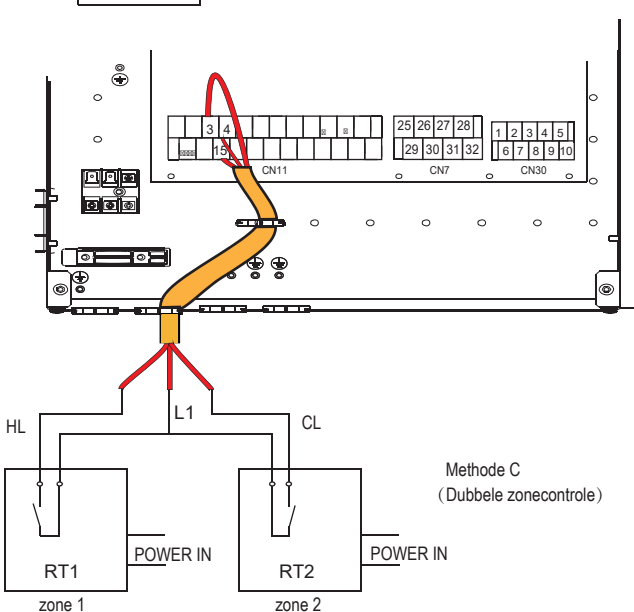 3 4
25 26 27 28
15
29 30 31 32
1 2 3 4 5
6 7 8 9 10
CN11
CN7
CN30
HL
L1
CL
Methode C
(Dubbele zonecontrole)
POWER IN
RT1
POWER IN
RT2
zone 1
zone 2